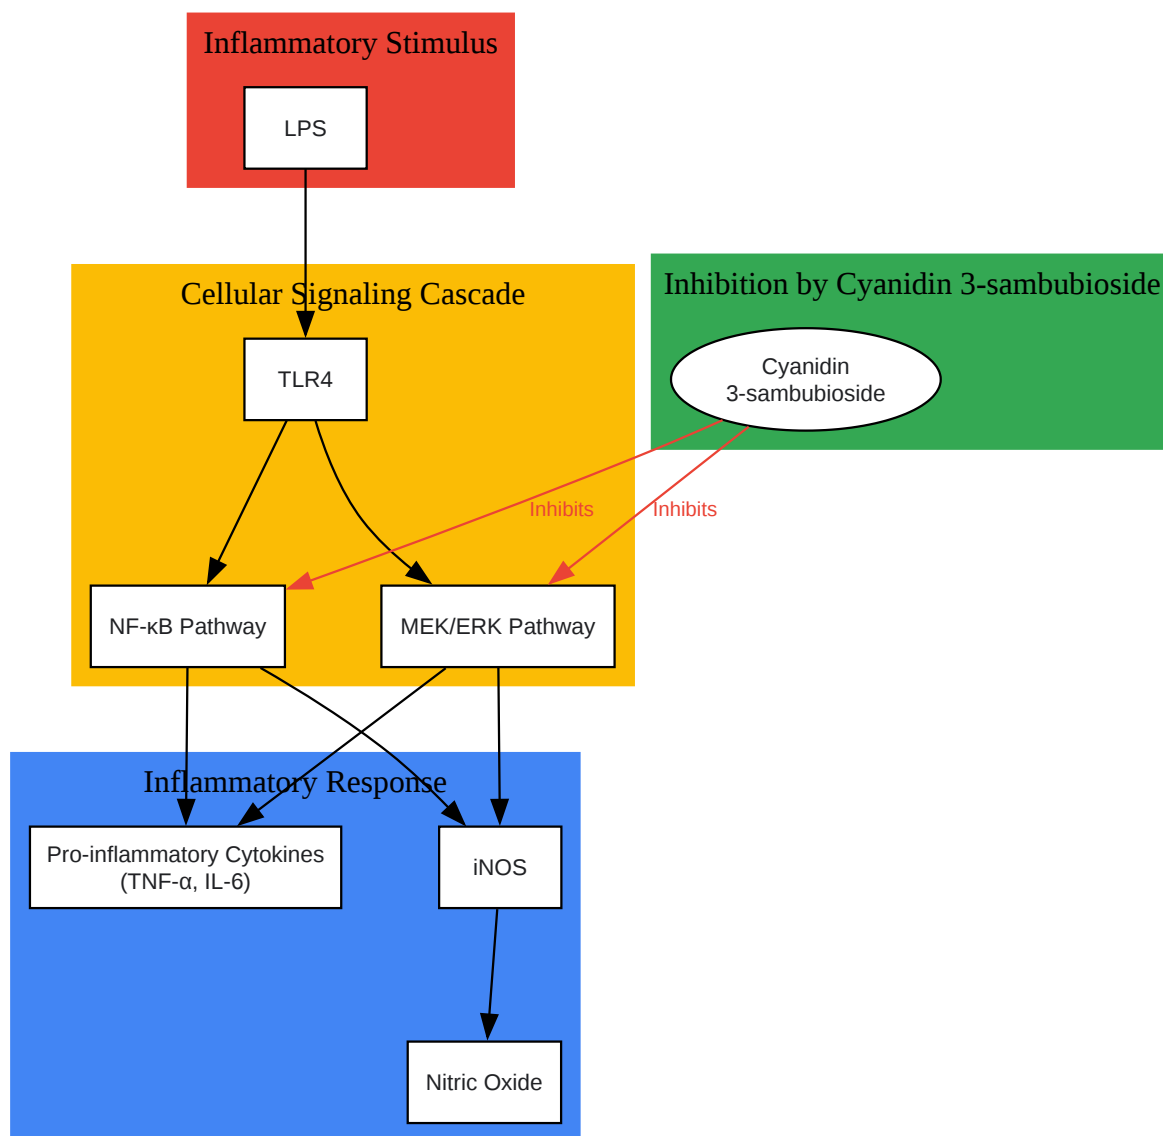 Inflammatory Stimulus
LPS
Cellular Signaling Cascade
Inhibition by Cyanidin 3-sambubioside
TLR4
Cyanidin
3-sambubioside
Inhibits
Inhibits
NF-κB Pathway
MEK/ERK Pathway
Inflammatory Response
Pro-inflammatory Cytokines
(TNF-α, IL-6)
iNOS
Nitric Oxide